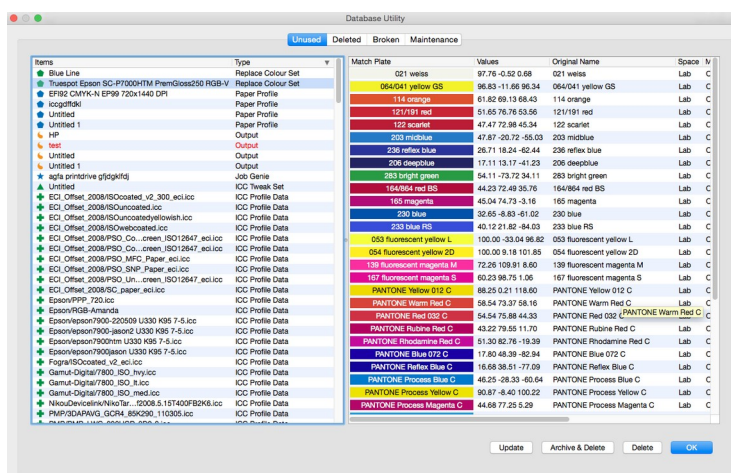 Database Utility
Unused Deleted Broken Maintenance
Items Type
Blue Line Replace Colour Set
Truespot Epson SC-P7000HTM PremGloss250 RGB-V Replace Colour Set
EFI92 CMYK-N EP99 720x1440 DPI Paper Profile
iccgdffdkl Paper Profile
Untitled Paper Profile
Untitled 1 Paper Profile
HP Output
test Output
Untitled Output
Untitled 1 Output
agfa printdrive gfjdgklfdj Job Genie
Untitled ICC Tweak Set
ECI_Offset_2008/ISOcoated_v2_300_eci.icc ICC Profile Data
ECI_Offset_2008/ISOuncoated.icc ICC Profile Data
ECI_Offset_2008/ISOuncoatedyellowish.icc ICC Profile Data
ECI_Offset_2008/ISOwebcoated.icc ICC Profile Data
ECI_Offset_2008/PSO_Co...creen_ISO12647_eci.icc ICC Profile Data
ECI_Offset_2008/PSO_Co...creen_ISO12647_eci.icc ICC Profile Data
ECI_Offset_2008/PSO_MFC_Paper_eci.icc ICC Profile Data
ECI_Offset_2008/PSO_SNP_Paper_eci.icc ICC Profile Data
ECI_Offset_2008/PSO_Un...creen_ISO12647_eci.icc ICC Profile Data
ECI_Offset_2008/SC_paper_eci.icc ICC Profile Data
Epson/PPP_720.icc ICC Profile Data
Epson/RGB-Amanda ICC Profile Data
Epson/epson7900-220509 U330 K95 7-5.icc ICC Profile Data
Epson/epson7900-jason2 U330 K95 7-5.icc ICC Profile Data
Epson/epson7900htm U330 K95 7-5.icc ICC Profile Data
Epson/epson7900jason U330 K95 7-5.icc ICC Profile Data
Fogra/ISOcoated_v2_eci.icc ICC Profile Data
Gamut-Digital/7800_ISO_hvy.icc ICC Profile Data
Gamut-Digital/7800_ISO_lt.icc ICC Profile Data
Gamut-Digital/7800_ISO_med.icc ICC Profile Data
NikouDevicelink/NikoTar...f2008.5.15T400FB2K6.icc ICC Profile Data
PMP/3DAPAVG_GCR4_85K290_110305.icc ICC Profile Data
Match Plate Values Original Name Space M
021 weiss 97.76 -0.52 0.68 021 weiss Lab C
064/041 yellow GS 96.83 -11.66 96.34 064/041 yellow GS Lab C
114 orange 61.82 69.13 68.43 114 orange Lab C
121/191 red 51.65 76.76 53.56 121/191 red Lab C
122 scarlet 47.47 72.98 45.34 122 scarlet Lab C
203 midblue 47.87 -20.72 -55.03 203 midblue Lab C
236 reflex blue 26.71 18.24 -62.44 236 reflex blue Lab C
206 deepblue 17.11 13.17 -41.23 206 deepblue Lab C
283 bright green 54.11 -73.72 34.11 283 bright green Lab C
164/864 red BS 44.23 72.49 35.76 164/864 red BS Lab C
165 magenta 45.04 74.73 -3.16 165 magenta Lab C
230 blue 32.65 -8.83 -61.02 230 blue Lab C
233 blue RS 40.12 21.82 -84.03 233 blue RS Lab C
053 fluorescent yellow L 100.00 -33.04 96.82 053 fluorescent yellow L Lab C
054 fluorescent yellow 2D 100.00 9.18 101.85 054 fluorescent yellow 2D Lab C
139 fluorescent magenta M 72.26 109.91 8.60 139 fluorescent magenta M Lab C
167 fluorescent magenta S 60.23 98.75 1.06 167 fluorescent magenta S Lab C
PANTONE Yellow 012 C 88.25 0.21 118.60 PANTONE Yellow 012 C Lab C
PANTONE Warm Red C 58.54 73.37 58.16 PANTONE Warm Red C Lab C
PANTONE Red 032 C 54.54 75.88 44.33 PANTONE Red 032 Lab C
PANTONE Warm Red C
PANTONE Rubine Red C 43.22 79.55 11.70 PANTONE Rubine Red C Lab C
PANTONE Rhodamine Red C 51.30 82.76 -19.39 PANTONE Rhodamine Red C Lab C
PANTONE Blue 072 C 17.80 48.39 -82.94 PANTONE Blue 072 C Lab C
PANTONE Reflex Blue C 16.68 38.51 -77.09 PANTONE Reflex Blue C Lab C
PANTONE Process Blue C 46.25 -28.33 -60.64 PANTONE Process Blue C Lab C
PANTONE Process Yellow C 90.87 -8.40 100.22 PANTONE Process Yellow C Lab C
PANTONE Process Magenta C 44.68 77.25 5.29 PANTONE Process Magenta C Lab C
Update Archive & Delete Delete OK